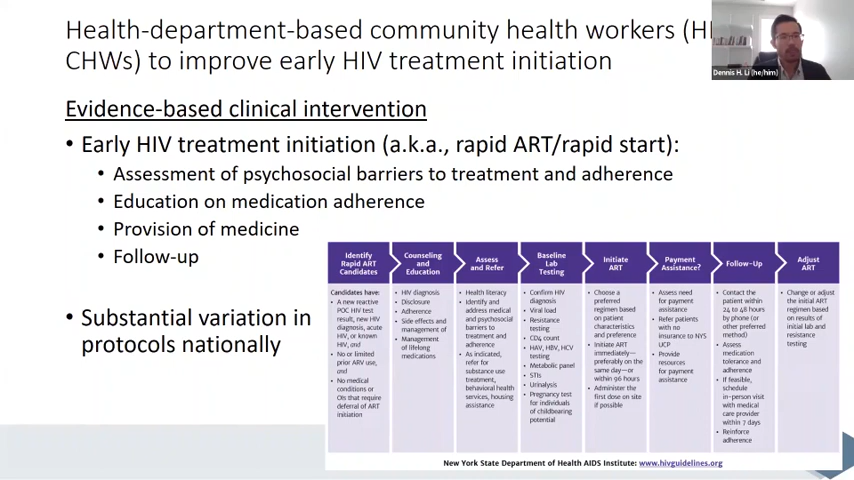 Health-department-based community health workers (H
CHWs) to improve early HIV treatment initiation
Dennis H. Li (he/him)
Evidence-based clinical intervention
• Early HIV treatment initiation (a.k.a., rapid ART/rapid start):
• Assessment of psychosocial barriers to treatment and adherence
• Education on medication adherence
• Provision of medicine
• Follow-up
• Substantial variation in
protocols nationally
Identify
Rapid ART
Candidates
Candidates have:
• A new reactive
POC HIV test
result, new HIV
diagnosis, acute
HIV, or known
HIV, and
• No or limited
prior ARV use,
and
• No medical
conditions or
OIs that require
deferral of ART
initiation
Counseling
and
Education
• HIV diagnosis
• Disclosure
• Adherence
• Side effects and
management of
• Management
of lifelong
medications
Assess
and Refer
• Health literacy
• Identify and
address medical
and psychosocial
barriers to
treatment and
adherence
• As indicated,
refer for
substance use
treatment,
behavioral health
services, housing
assistance
Baseline
Lab
Testing
• Confirm HIV
diagnosis
• Viral load
• Resistance
testing
• CD4 count
• HAV, HBV, HCV
testing
• Metabolic panel
• STIs
• Urinalysis
• Pregnancy test
for individuals
of childbearing
potential
Initiate
ART
• Choose a
preferred
regimen based
on patient
characteristics
and preference
• Initiate ART
immediately—
preferably on the
same day—or
within 96 hours
• Administer the
first dose on site
if possible
Payment
Assistance?
• Assess need
for payment
assistance
• Refer patients
with no
insurance to NYS
UCP
• Provide
resources
for payment
assistance
Follow-Up
• Contact the
patient within
24 to 48 hours
by phone (or
other preferred
method)
• Assess
medication
tolerance and
adherence
• If feasible,
schedule
in-person visit
with medical
care provider
within 7 days
• Reinforce
adherence
Adjust
ART
• Change or adjust
the initial ART
regimen based
on results of
initial lab and
resistance
testing
New York State Department of Health AIDS Institute: www.hivguidelines.org